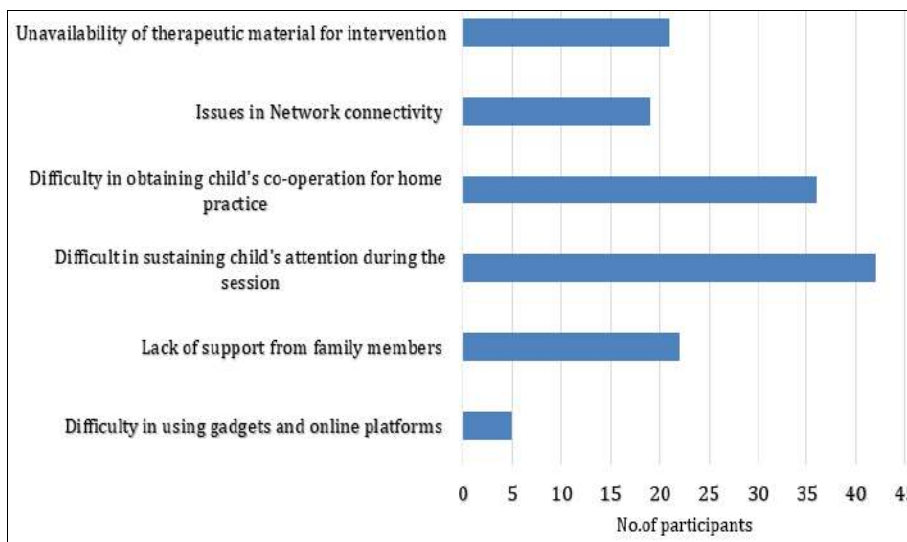 Unavailability of therapeutic material for intervention
Issues in Network connectivity
Difficulty in obtaining child's co-operation for home
practice
Difficult in sustaining child's attention during the
session
Lack of support from family members
Difficulty in using gadgets and online platforms
0 5 10 15 20 25 30 35 40 4
No.of participants